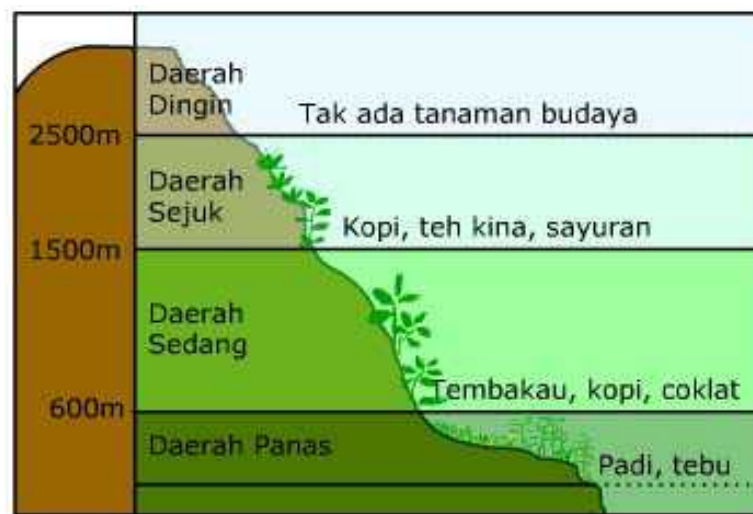 Daerah
Dingin
Tak ada tanaman budaya
2500m
Daerah
Sejuk
Kopi, teh kina, sayuran
1500m
Daerah
Sedang
Tembakau, kopi, coklat
600m
Daerah Panas
Padi, tebu